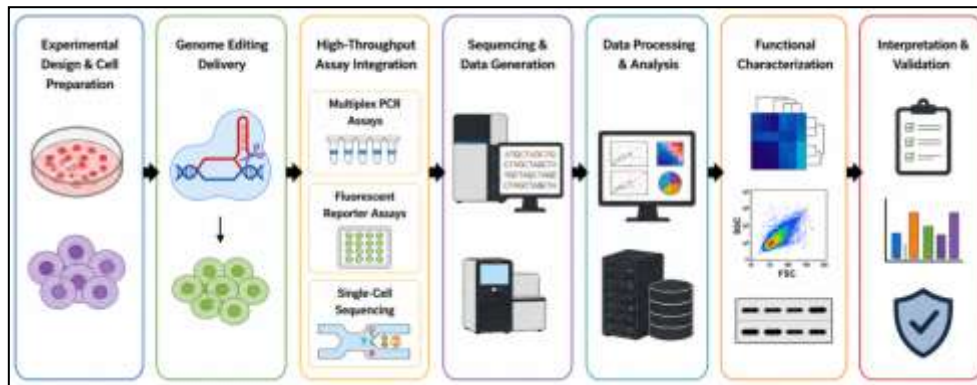 Experimental
Design & Cell
Preparation
Genome Editing
Delivery
High-Throughput
Assay Integration
Multiplex PCR
Assays
Fluorescent
Reporter Assays
Single-Cell
Sequencing
Sequencing &
Data Generation
Data Processing
& Analysis
Functional
Characterization
SSC
FSC
Interpretation &
Validation